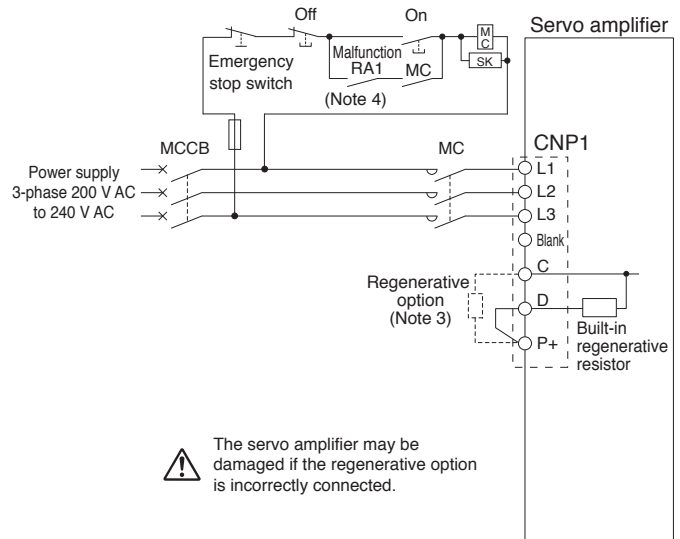 Off
On
Servo amplifier
M
C
SK
Malfunction
RA1
MC
Emergency
stop switch
(Note 4)
CNP1
MCCB
MC
Power supply
3-phase 200 V AC
to 240 V AC
L1
L2
L3
Blank
C
Regenerative
option
(Note 3)
D
P+
Built-in
regenerative
resistor
The servo amplifier may be
damaged if the regenerative option
is incorrectly connected.